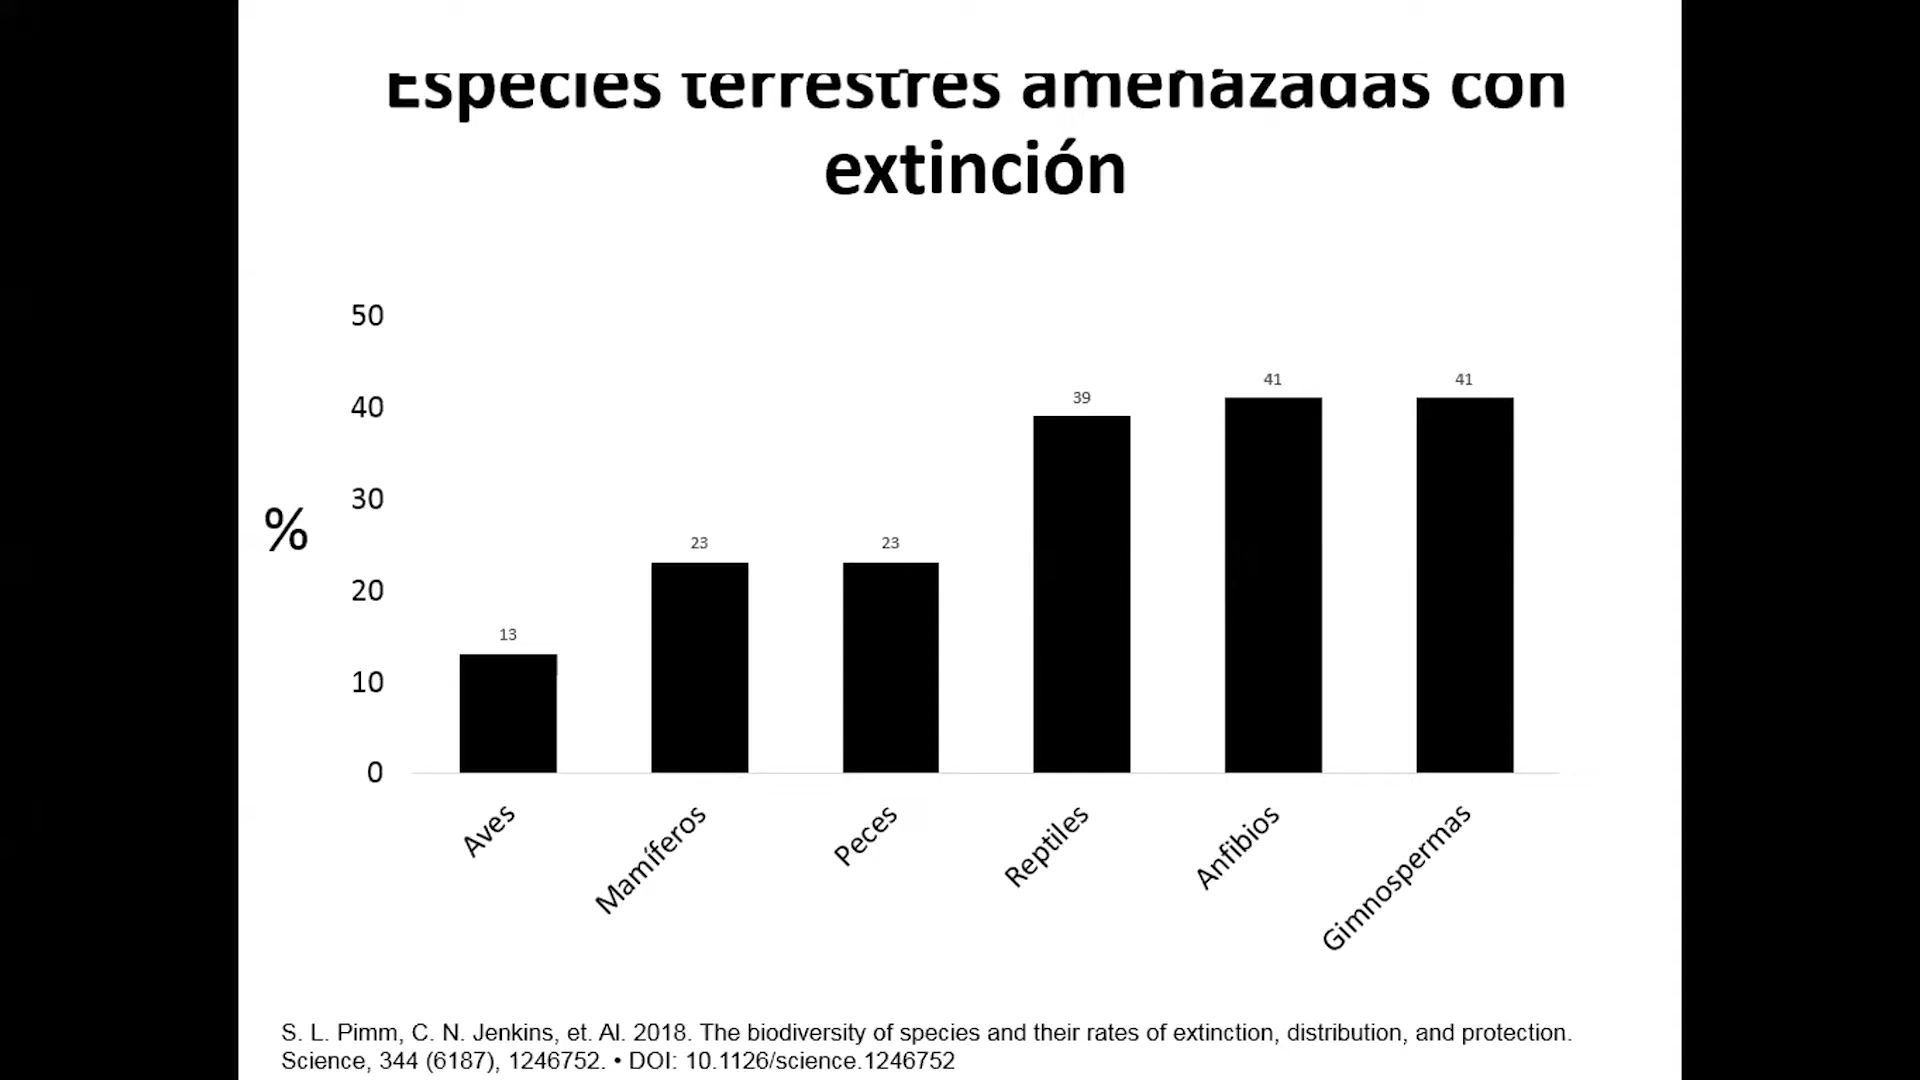 Especies terrestres amenazadas con
extinción
50
40
30
20
10
0
%
13
23
23
39
41
41
Aves
Mamíferos
Peces
Reptiles
Anfibios
Gimnospermas
S. L. Pimm, C. N. Jenkins, et. Al. 2018. The biodiversity of species and their rates of extinction, distribution, and protection.
Science, 344 (6187), 1246752. • DOI: 10.1126/science.1246752